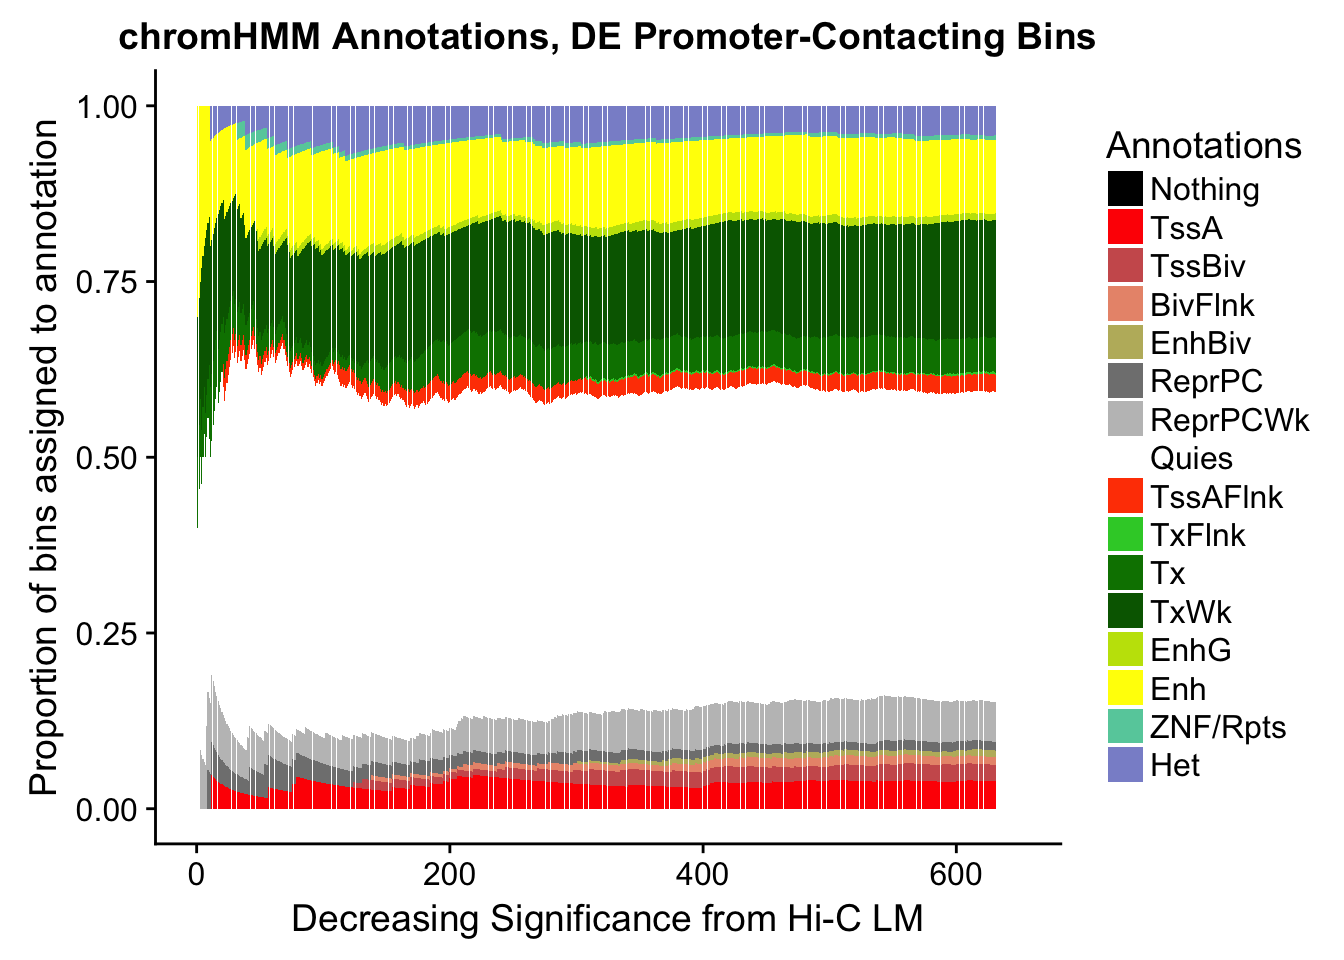 chromHMM Annotations, DE Promoter-Contacting Bins
Proportion of bins assigned to annotation
1.00
0.75
0.50
0.25
0.00
0
200
400
600
Decreasing Significance from Hi-C LM
Annotations
Nothing
TssA
TssBiv
BivFlnk
EnhBiv
ReprPC
ReprPCWk
Quies
TssAFlnk
TxFlnk
Tx
TxWk
EnhG
Enh
ZNF/Rpts
Het